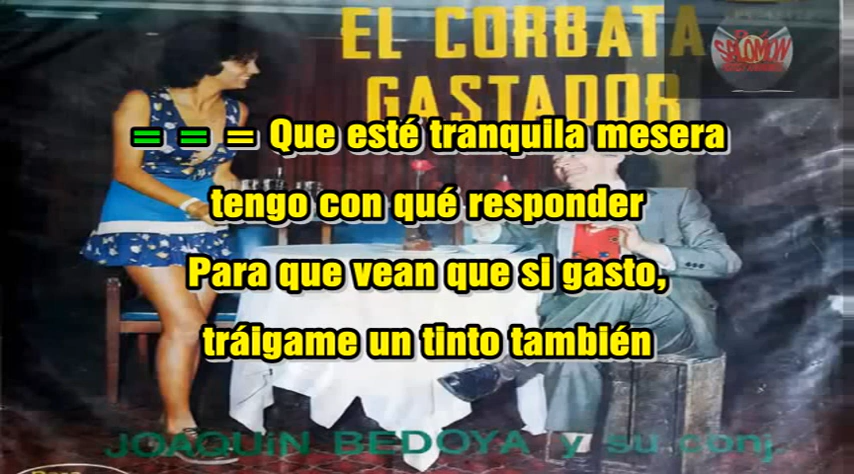 EL CORBATA
GASTADOR
SALOMON
= = = Que esté tranquila mesera
tengo con qué responder
Para que vean que si gasto,
tráigame un tinto también
JOAQUIN BEDOYA y su conj.